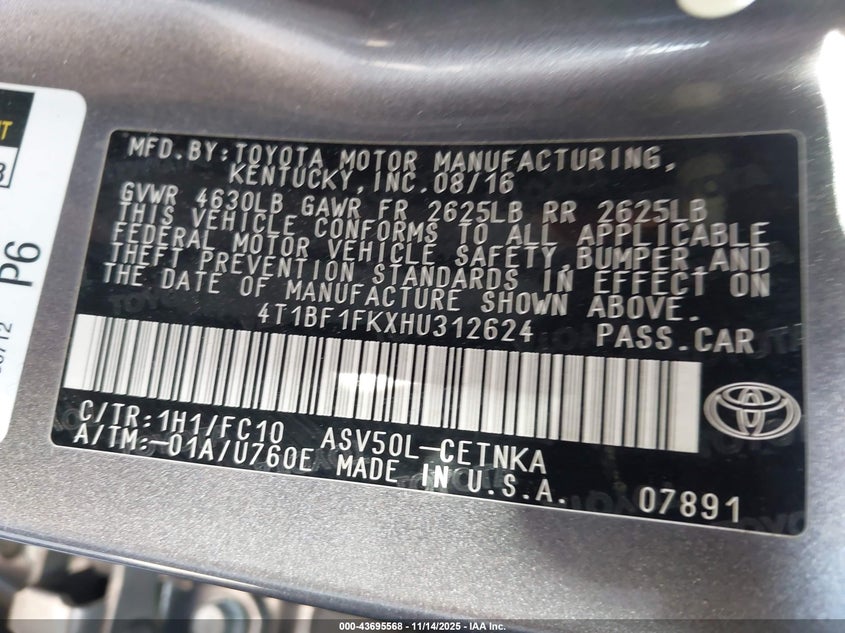 MFD.BY:TOYOTA MOTOR MANUFACTURING,
KENTUCKY,INC.08/16
GVWR 4630LB GAWR FR 2625LB RR 2625LB
THIS VEHICLE CONFORMS TO ALL APPLICABLE
FEDERAL MOTOR VEHICLE SAFETY,BUMPER AND
THEFT PREVENTION STANDARDS IN EFFECT ON
THE DATE OF MANUFACTURE SHOWN ABOVE.
4T1BF1FKXHU312624 PASS.CAR
C/TR:1H1/FC10 ASV50L-CETNKA
A/TM:-01A/U760E MADE IN U.S.A.
07891
P6
000-43695568 - 11/14/2025 - IAA Inc.